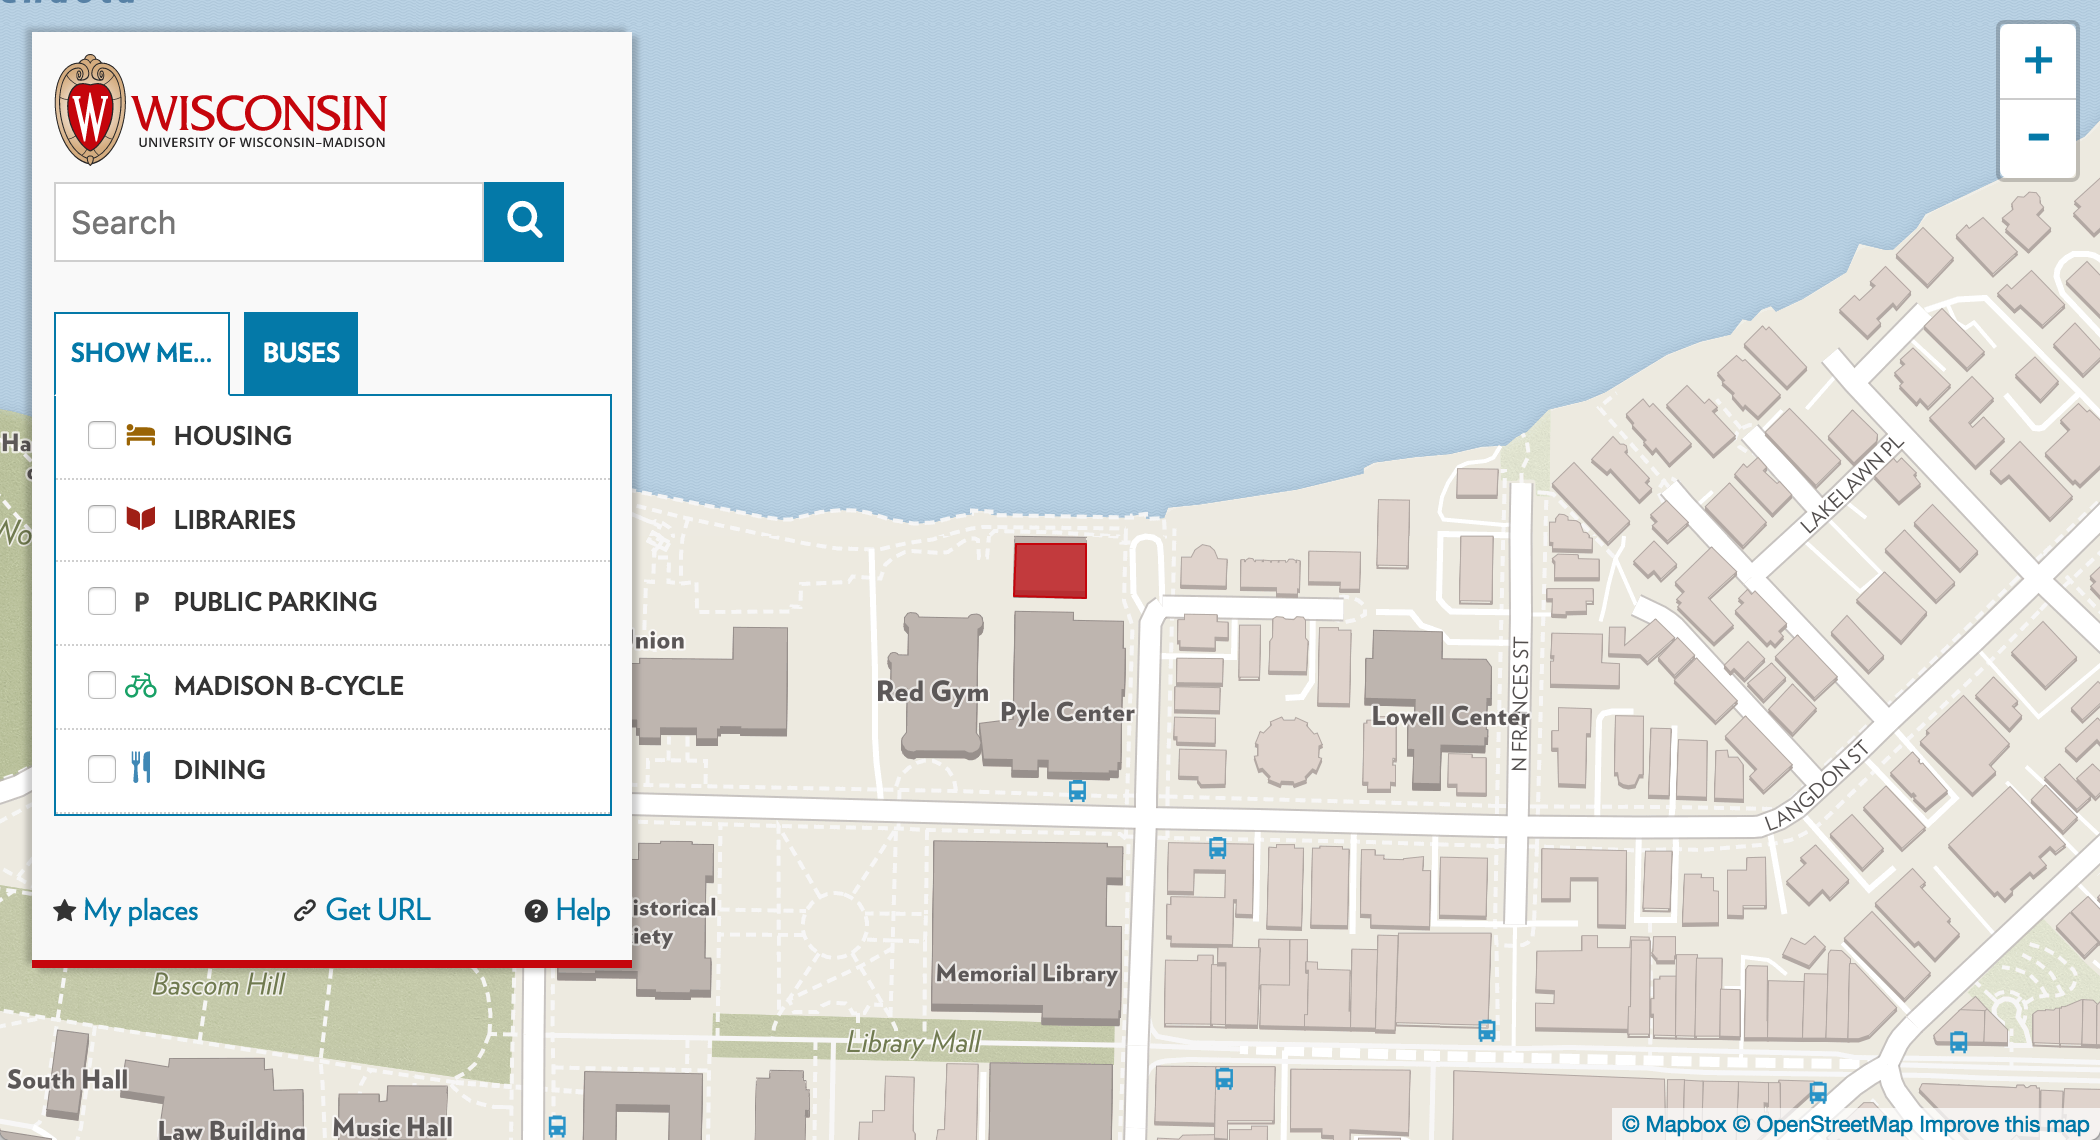 WISCONSIN
UNIVERSITY OF WISCONSIN–MADISON
Search
SHOW ME...
BUSES
HOUSING
LIBRARIES
P PUBLIC PARKING
MADISON B-CYCLE
DINING
My places
Get URL
? Help
+
-
Ha
Wo
nion
Red Gym
Pyle Center
Lowell Center
N FRANCES ST
LAKELAWN PL
LANGDON ST
istorical
iety
Memorial Library
Bascom Hill
Library Mall
South Hall
Law Building
Music Hall
© Mapbox © OpenStreetMap Improve this map